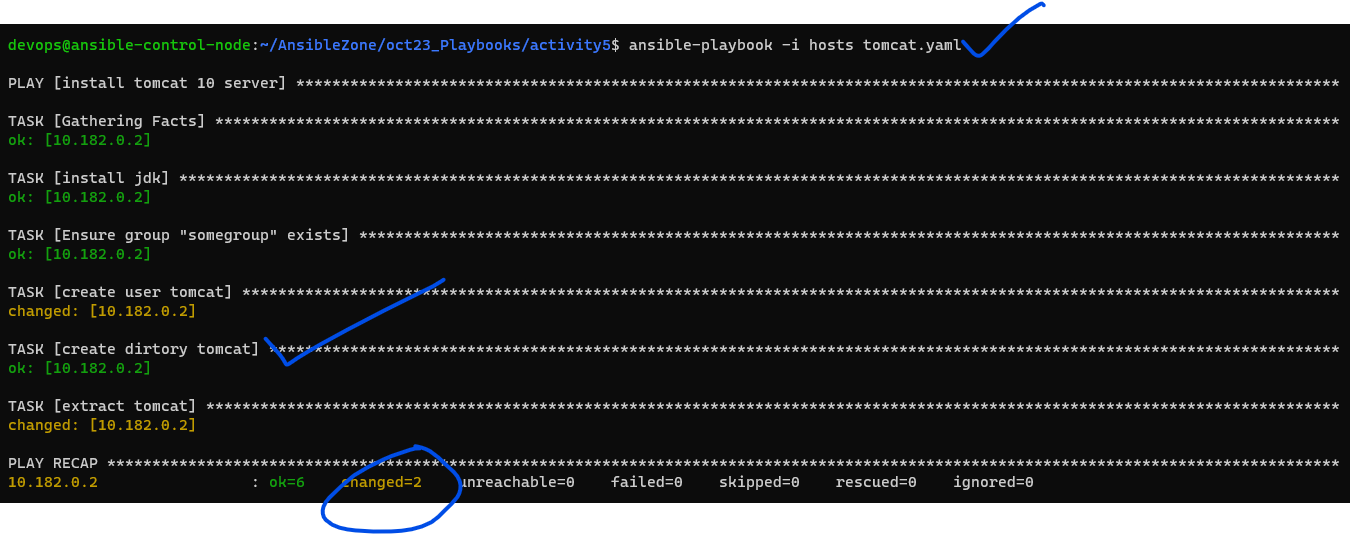 devops@ansible-control-node:~/AnsibleZone/oct23_Playbooks/activity5$ ansible-playbook -i hosts tomcat.yaml
PLAY [install tomcat 10 server] ********************************************************************************************************************
TASK [Gathering Facts] *****************************************************************************************************************************
ok: [10.182.0.2]
TASK [install jdk] *********************************************************************************************************************************
ok: [10.182.0.2]
TASK [Ensure group "somegroup" exists] *************************************************************************************************************
ok: [10.182.0.2]
TASK [create user tomcat] **************************************************************************************************************************
changed: [10.182.0.2]
TASK [create dirtory tomcat] ***********************************************************************************************************************
ok: [10.182.0.2]
TASK [extract tomcat] ******************************************************************************************************************************
changed: [10.182.0.2]
PLAY RECAP *****************************************************************************************************************************************
10.182.0.2                 : ok=6    changed=2    unreachable=0    failed=0    skipped=0    rescued=0    ignored=0